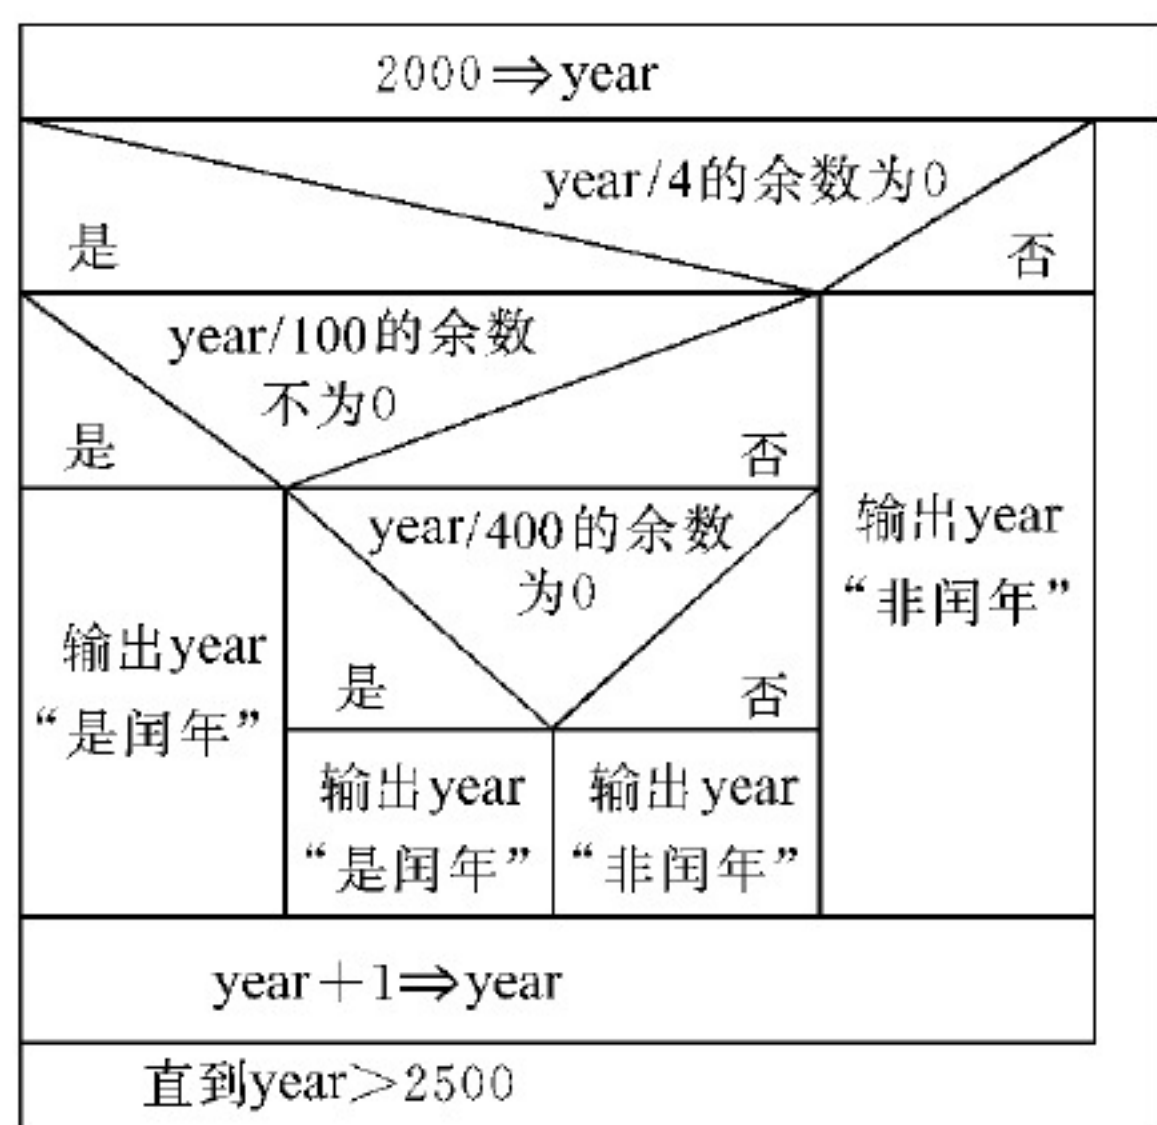 2000⇒year
year/4的余数为0
是
否
year/100的余数
不为0
是
否
year/400的余数
为0
是
否
输出year
“是闰年”
输出year
“是闰年”
输出year
“非闰年”
输出year
“非闰年”
year+1⇒year
直到year>2500